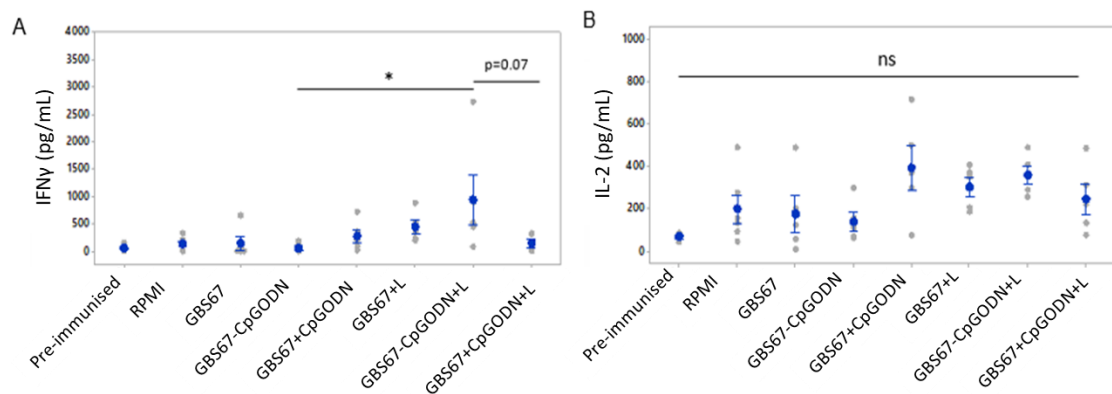 A
IFNγ (pg/mL)
4000
3500
3000
2500
2000
1500
1000
500
0
*
p=0.07
Pre-immunised
RPMI
GBS67
GBS67-CpGODN
GBS67+CpGODN
GBS67+L
GBS67-CpGODN+L
GBS67+CpGODN+L
B
IL-2 (pg/mL)
1000
800
600
400
200
0
ns
Pre-immunised
RPMI
GBS67
GBS67-CpGODN
GBS67+CpGODN
GBS67+L
GBS67-CpGODN+L
GBS67+CpGODN+L